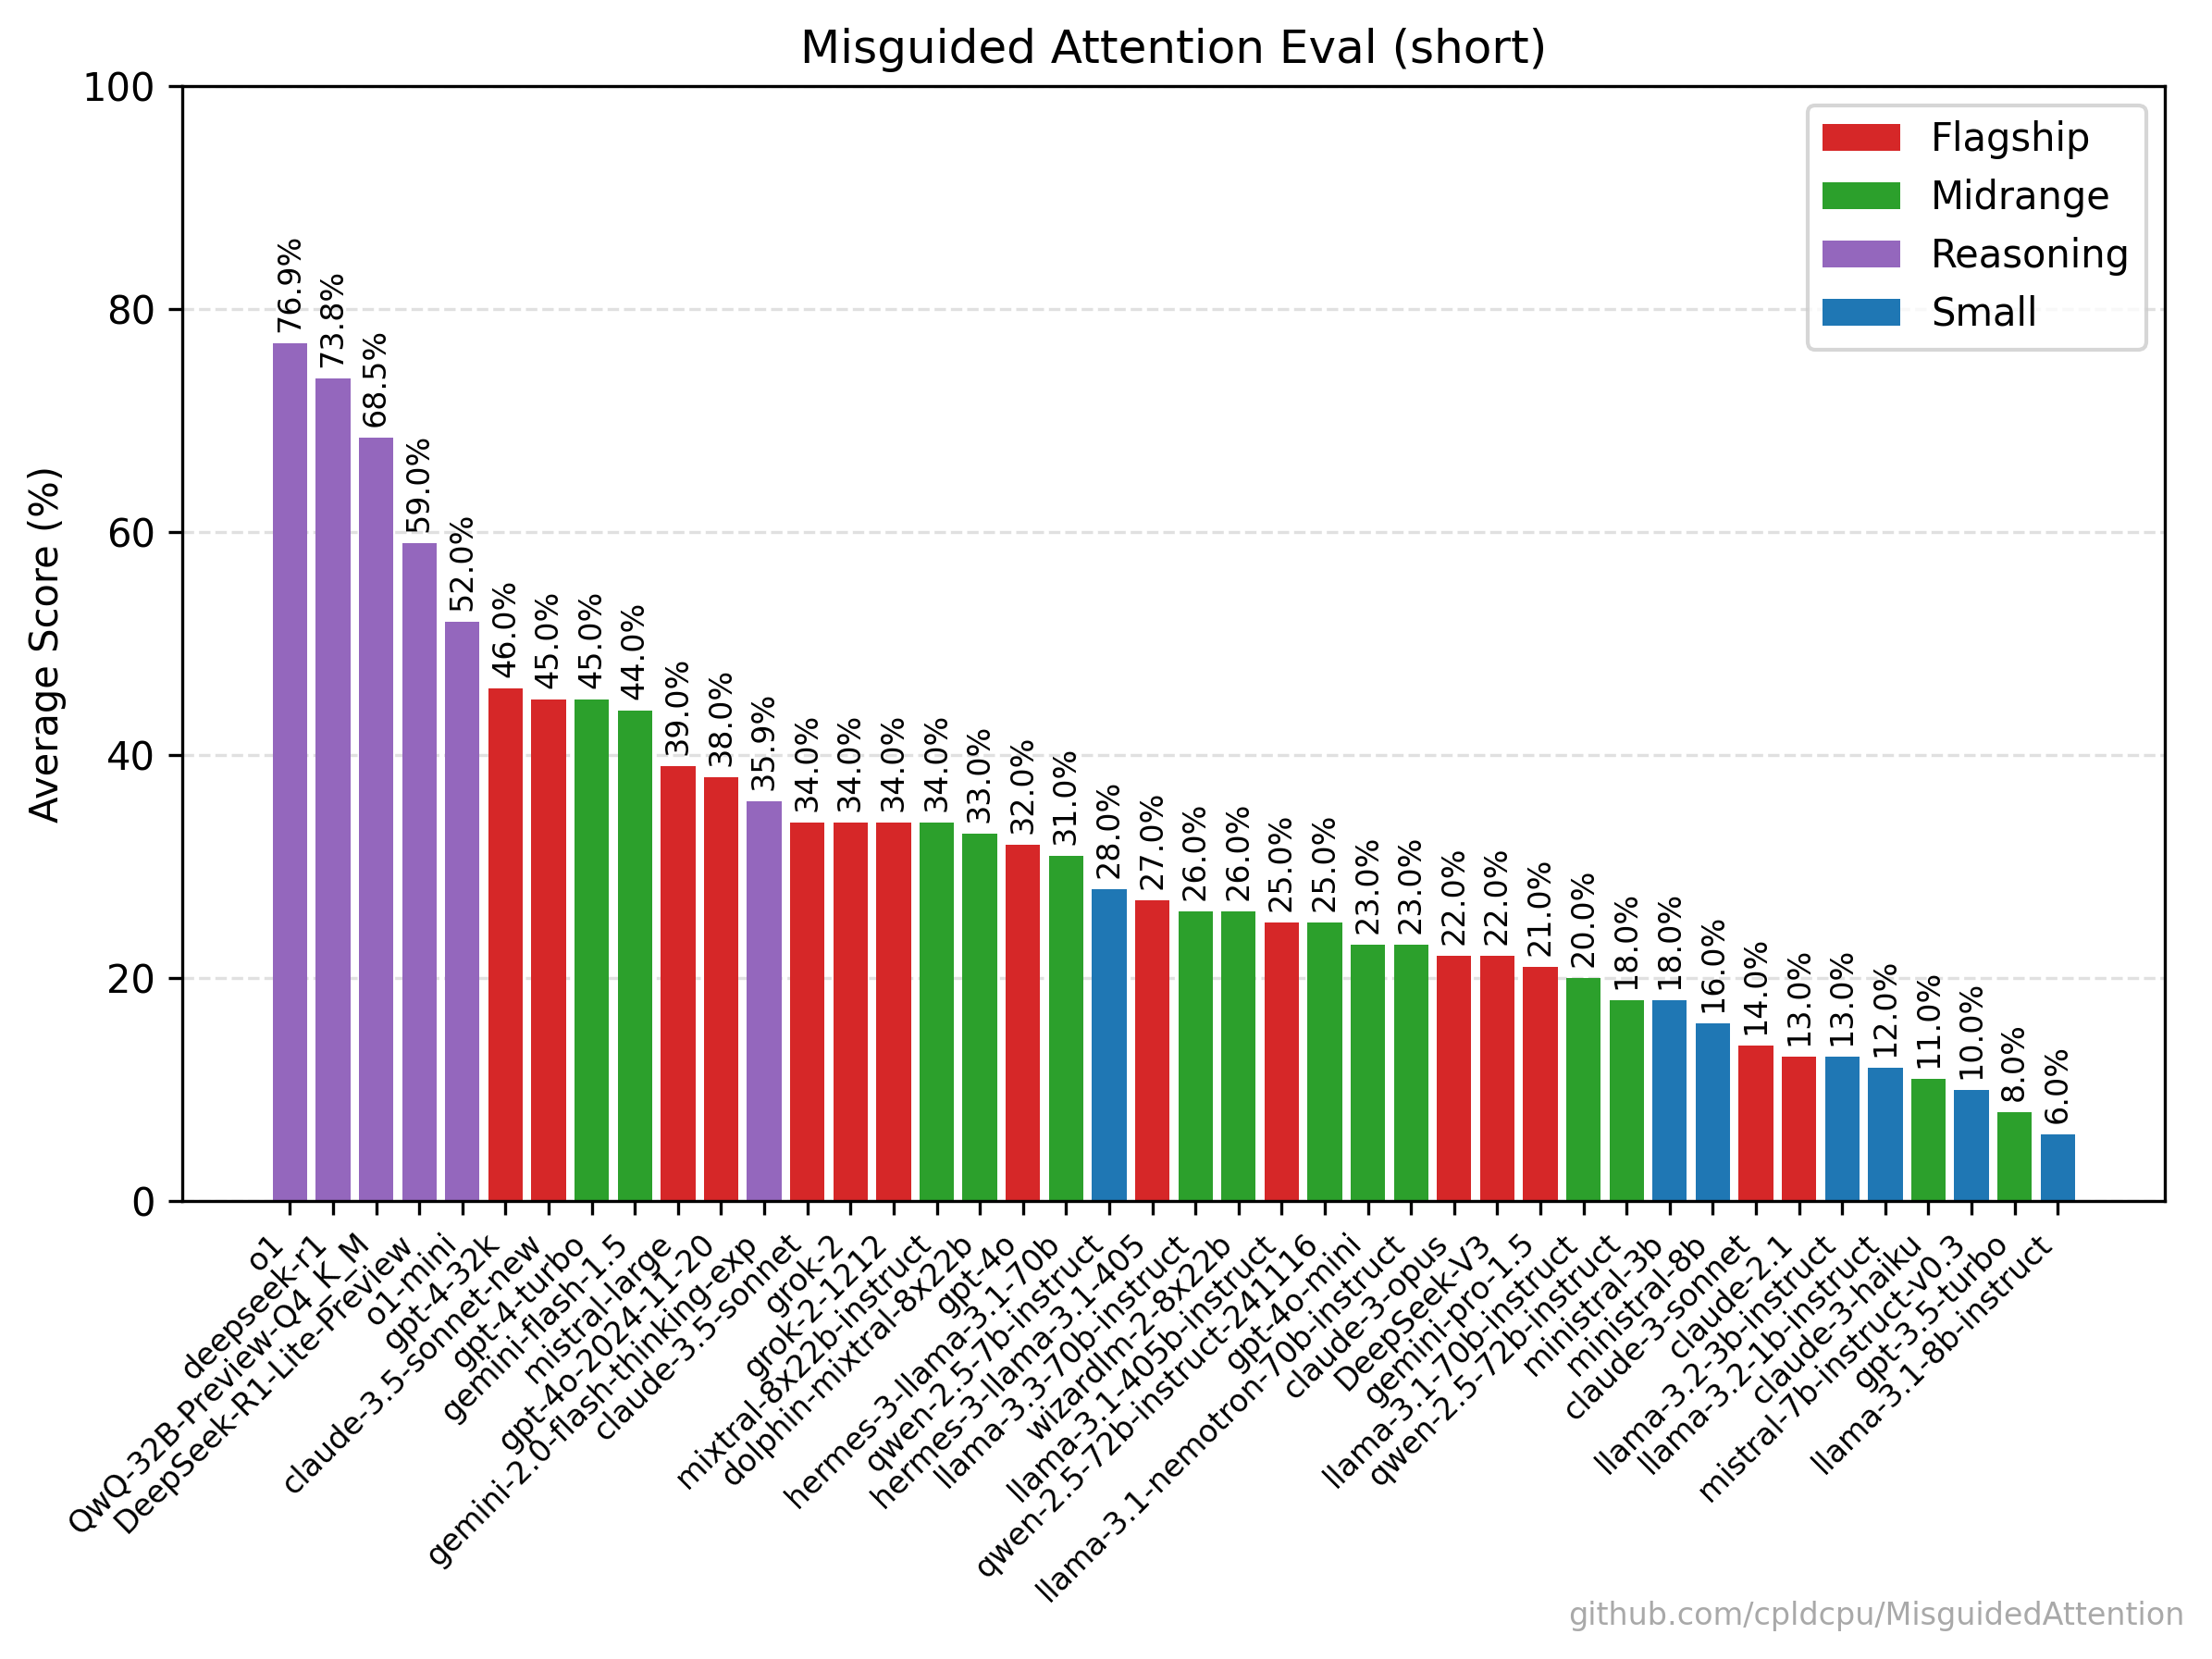 Misguided Attention Eval (short)
Average Score (%)
100
80
60
40
20
0
Flagship
Midrange
Reasoning
Small
76.9%
73.8%
68.5%
59.0%
52.0%
46.0%
45.0%
45.0%
44.0%
39.0%
38.0%
35.9%
34.0%
34.0%
34.0%
34.0%
33.0%
32.0%
31.0%
28.0%
27.0%
26.0%
26.0%
25.0%
25.0%
23.0%
23.0%
22.0%
22.0%
21.0%
20.0%
18.0%
18.0%
16.0%
14.0%
13.0%
13.0%
12.0%
11.0%
10.0%
8.0%
6.0%
o1
deepseek-r1
QwQ-32B-Preview-Q4_K_M
DeepSeek-R1-Lite-Preview
o1-mini
gpt-4-32k
claude-3.5-sonnet-new
gpt-4-turbo
gemini-flash-1.5
mistral-large
gpt-4o-2024-11-20
gemini-2.0-flash-thinking-exp
claude-3.5-sonnet
grok-2
grok-2-1212
mixtral-8x22b-instruct
dolphin-mixtral-8x22b
gpt-4o
hermes-3-llama-3.1-70b
qwen-2.5-7b-instruct
hermes-3-llama-3.1-405
llama-3.3-70b-instruct
wizardlm-2-8x22b
llama-3.1-405b-instruct
qwen-2.5-72b-instruct-241116
gpt-4o-mini
llama-3.1-nemotron-70b-instruct
claude-3-opus
DeepSeek-V3
gemini-pro-1.5
llama-3.1-70b-instruct
qwen-2.5-72b-instruct
ministral-3b
ministral-8b
claude-3-sonnet
claude-2.1
llama-3.2-3b-instruct
llama-3.2-1b-instruct
claude-3-haiku
mistral-7b-instruct-v0.3
gpt-3.5-turbo
llama-3.1-8b-instruct
github.com/cpldcpu/MisguidedAttention